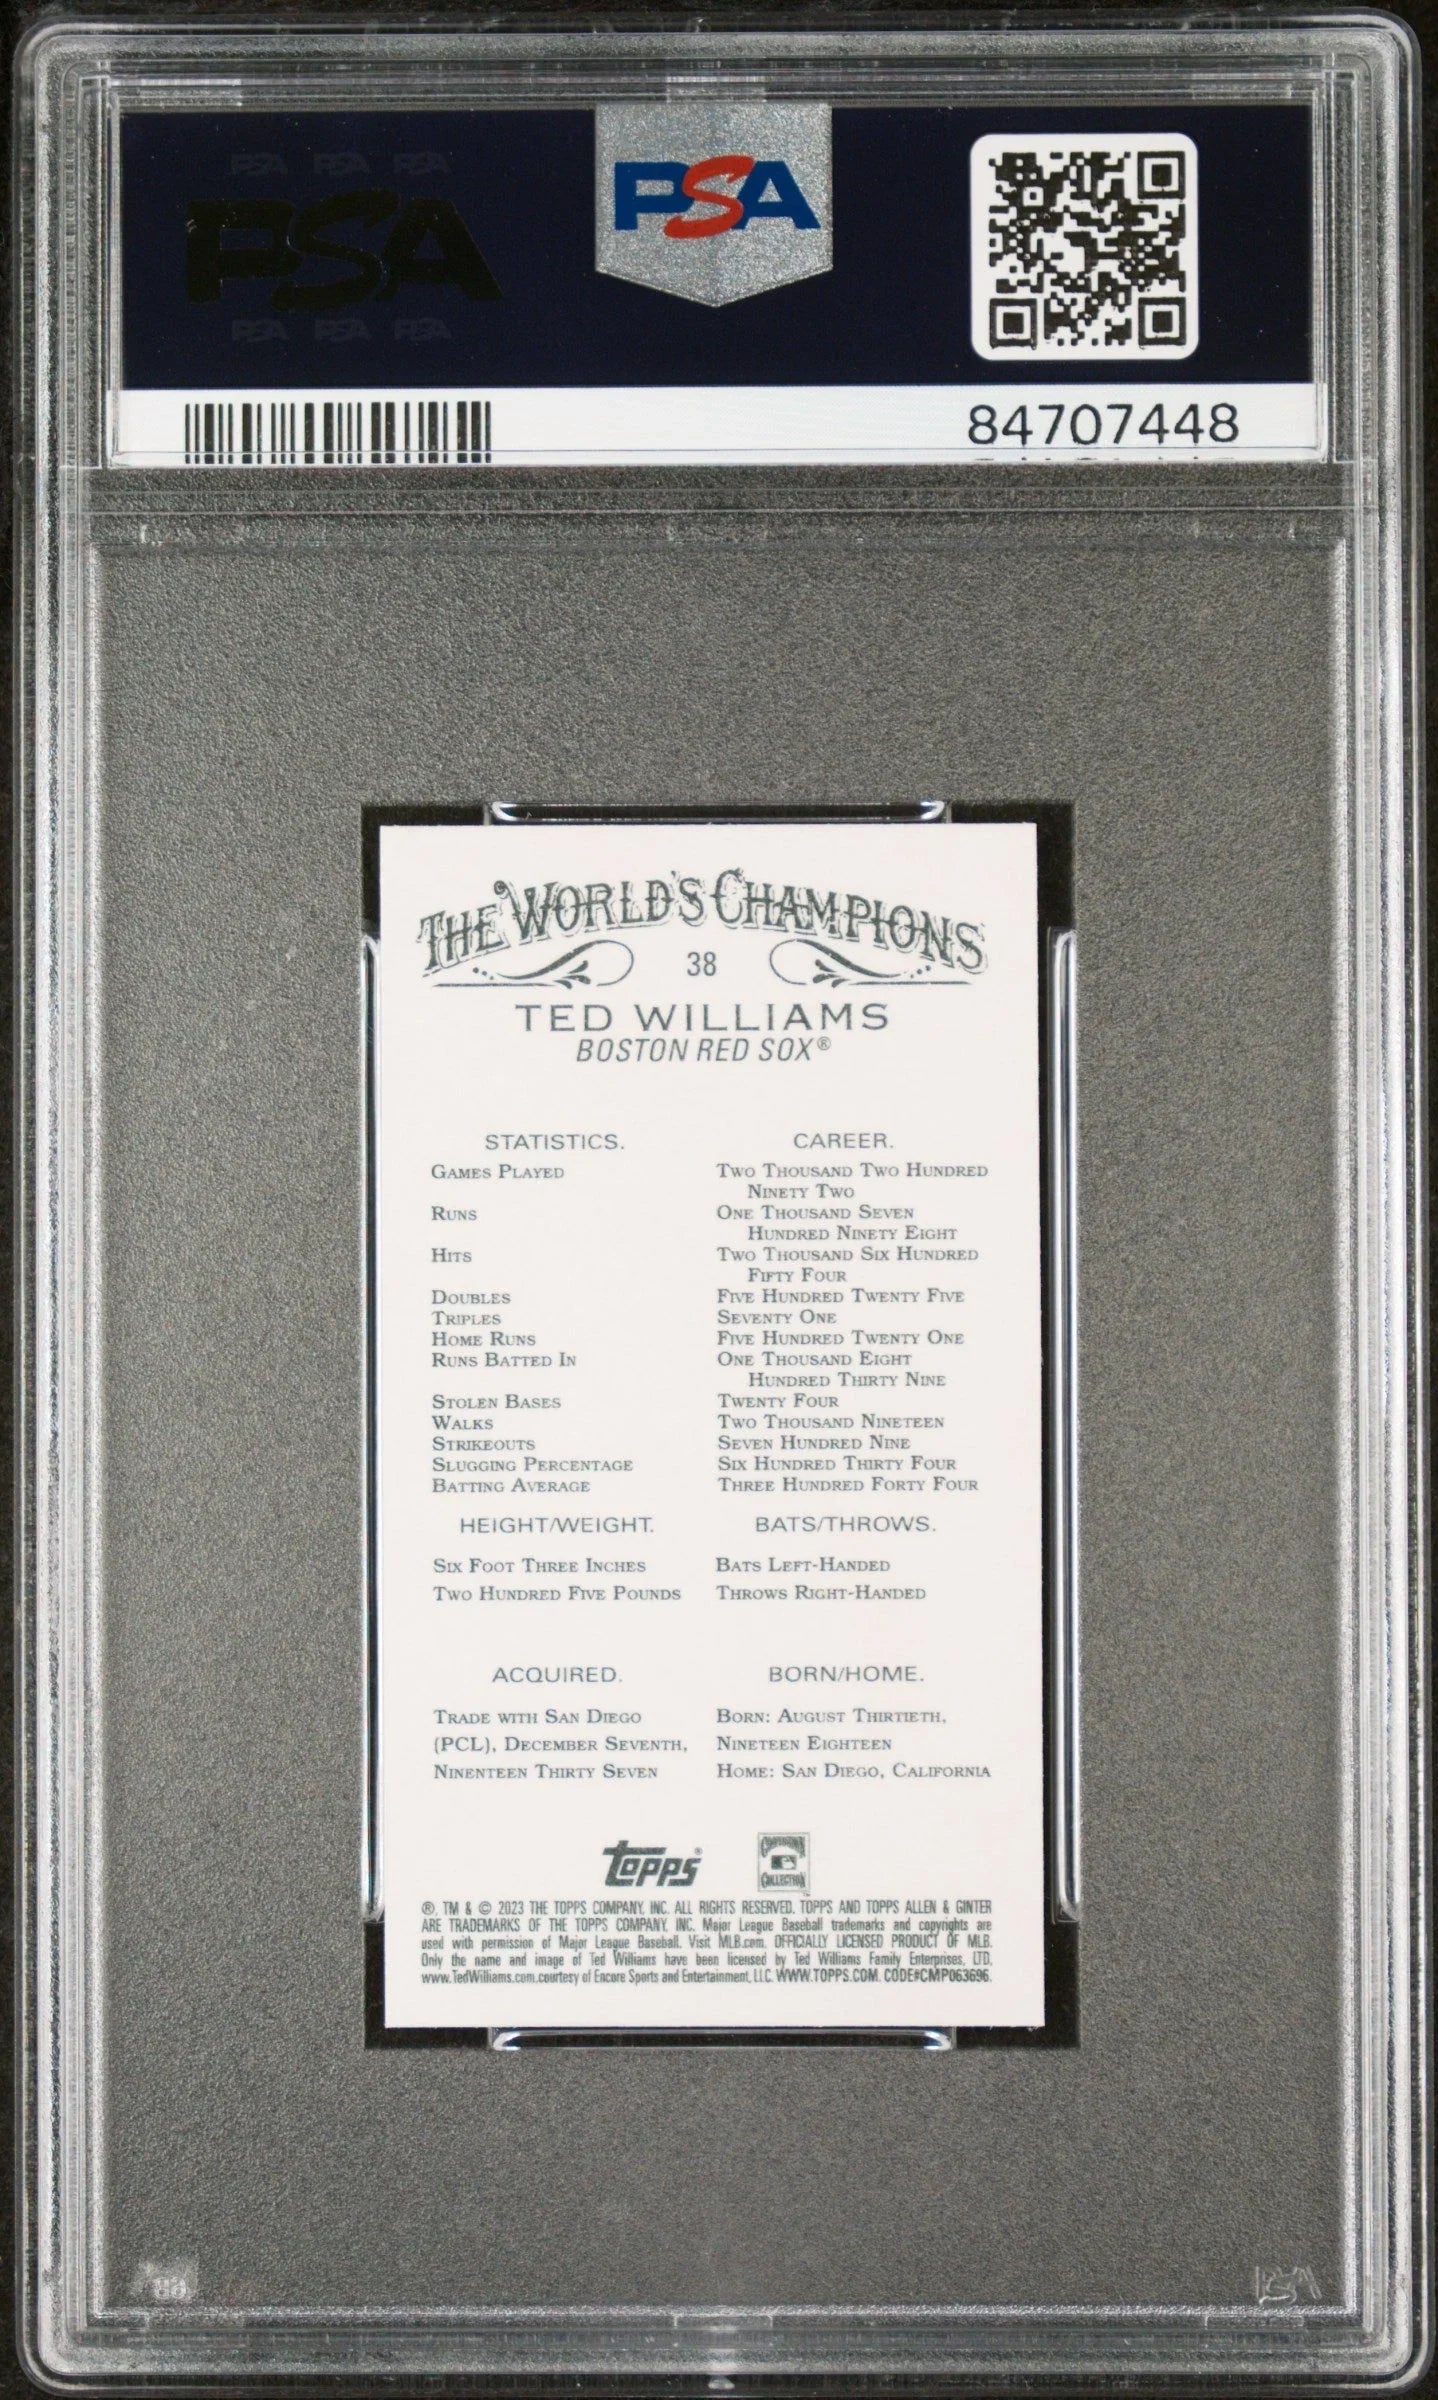 PSA PSA PSA
PSA
PSA PSA PSA
PSA
84707448
THE WORLD'S CHAMPIONS
38
TED WILLIAMS
BOSTON RED SOX®
STATISTICS. CAREER.
GAMES PLAYED TWO THOUSAND TWO HUNDRED
NINETY TWO
RUNS ONE THOUSAND SEVEN
HUNDRED NINETY EIGHT
HITS TWO THOUSAND SIX HUNDRED
FIFTY FOUR
DOUBLES FIVE HUNDRED TWENTY FIVE
TRIPLES SEVENTY ONE
HOME RUNS FIVE HUNDRED TWENTY ONE
RUNS BATTED IN ONE THOUSAND EIGHT
HUNDRED THIRTY NINE
STOLEN BASES TWENTY FOUR
WALKS TWO THOUSAND NINETEEN
STRIKEOUTS SEVEN HUNDRED NINE
SLUGGING PERCENTAGE SIX HUNDRED THIRTY FOUR
BATTING AVERAGE THREE HUNDRED FORTY FOUR
HEIGHT/WEIGHT. BATS/THROWS.
SIX FOOT THREE INCHES BATS LEFT-HANDED
TWO HUNDRED FIVE POUNDS THROWS RIGHT-HANDED
ACQUIRED. BORN/HOME.
TRADE WITH SAN DIEGO BORN: AUGUST THIRTIETH,
(PCL), DECEMBER SEVENTH, NINETEEN EIGHTEEN
NINENTEEN THIRTY SEVEN HOME: SAN DIEGO, CALIFORNIA
topps®
COOPERSTOWN
COLLECTION
®, TM & © 2023 THE TOPPS COMPANY, INC. ALL RIGHTS RESERVED. TOPPS AND TOPPS ALLEN & GINTER
ARE TRADEMARKS OF THE TOPPS COMPANY, INC. Major League Baseball trademarks and copyrights are
used with permission of Major League Baseball. Visit MLB.com. OFFICIALLY LICENSED PRODUCT OF MLB.
Only the name and image of Ted Williams have been licensed by Ted Williams Family Enterprises, LTD.
www.TedWilliams.com.courtesy of Encore Sports and Entertainment, LLC. WWW.TOPPS.COM. CODE#CMP063696.
PSA